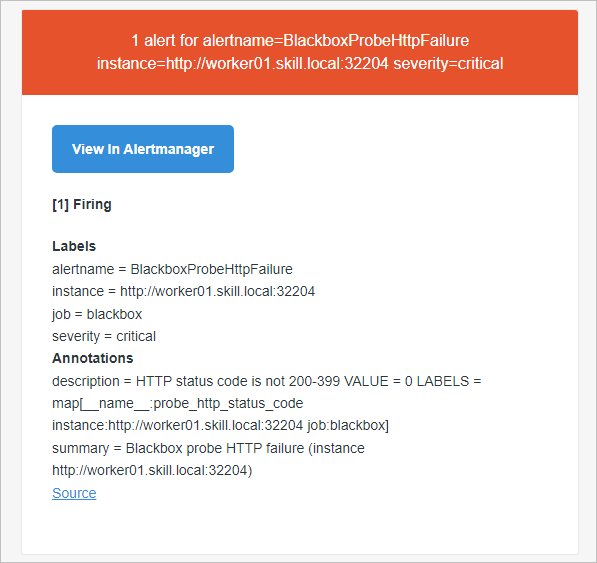 1 alert for alertname=BlackboxProbeHttpFailure
instance=http://worker01.skill.local:32204 severity=critical
View In Alertmanager
[1] Firing
Labels
alertname = BlackboxProbeHttpFailure
instance = http://worker01.skill.local:32204
job = blackbox
severity = critical
Annotations
description = HTTP status code is not 200-399 VALUE = 0 LABELS =
map[__name__:probe_http_status_code
instance:http://worker01.skill.local:32204 job:blackbox]
summary = Blackbox probe HTTP failure (instance
http://worker01.skill.local:32204)
Source